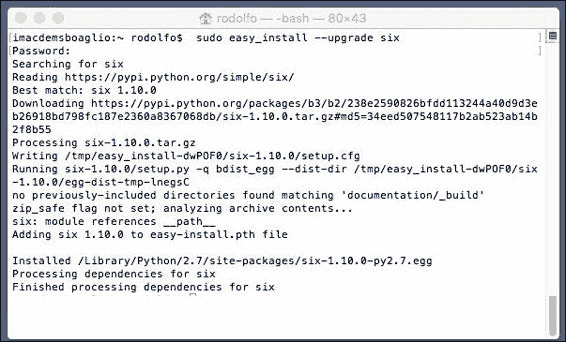 rodolfo — -bash — 80×43
[imacdemsboaglio:~ rodolfo$  sudo easy_install --upgrade six ]
[Password: ]
Searching for six
Reading https://pypi.python.org/simple/six/
Best match: six 1.10.0
Downloading https://pypi.python.org/packages/b3/b2/238e2590826bfdd113244a40d9d3e
b26918bd798fc187e2360a8367068db/six-1.10.0.tar.gz#md5=34eed507548117b2ab523ab14b
2f8b55
Processing six-1.10.0.tar.gz
Writing /tmp/easy_install-dwPOF0/six-1.10.0/setup.cfg
Running six-1.10.0/setup.py -q bdist_egg --dist-dir /tmp/easy_install-dwPOF0/six
-1.10.0/egg-dist-tmp-lnegsC
no previously-included directories found matching 'documentation/_build'
zip_safe flag not set; analyzing archive contents...
six: module references __path__
Adding six 1.10.0 to easy-install.pth file
Installed /Library/Python/2.7/site-packages/six-1.10.0-py2.7.egg
Processing dependencies for six
Finished processing dependencies for six